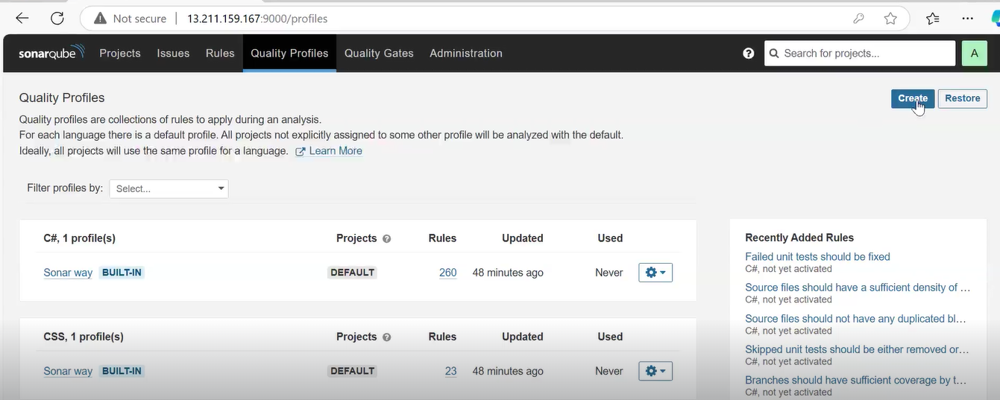 Not secure 13.211.159.167:9000/profiles
sonarqube Projects Issues Rules Quality Profiles Quality Gates Administration ? Search for projects... A
Quality Profiles
Create Restore
Quality profiles are collections of rules to apply during an analysis.
For each language there is a default profile. All projects not explicitly assigned to some other profile will be analyzed with the default.
Ideally, all projects will use the same profile for a language. Learn More
Filter profiles by: Select...
C#, 1 profile(s) Projects ? Rules Updated Used
Sonar way BUILT-IN DEFAULT 260 48 minutes ago Never
CSS, 1 profile(s) Projects ? Rules Updated Used
Sonar way BUILT-IN DEFAULT 23 48 minutes ago Never
Recently Added Rules
Failed unit tests should be fixed
C#, not yet activated
Source files should have a sufficient density of ...
C#, not yet activated
Source files should not have any duplicated bl...
C#, not yet activated
Skipped unit tests should be either removed or...
C#, not yet activated
Branches should have sufficient coverage by t...
C#, not yet activated